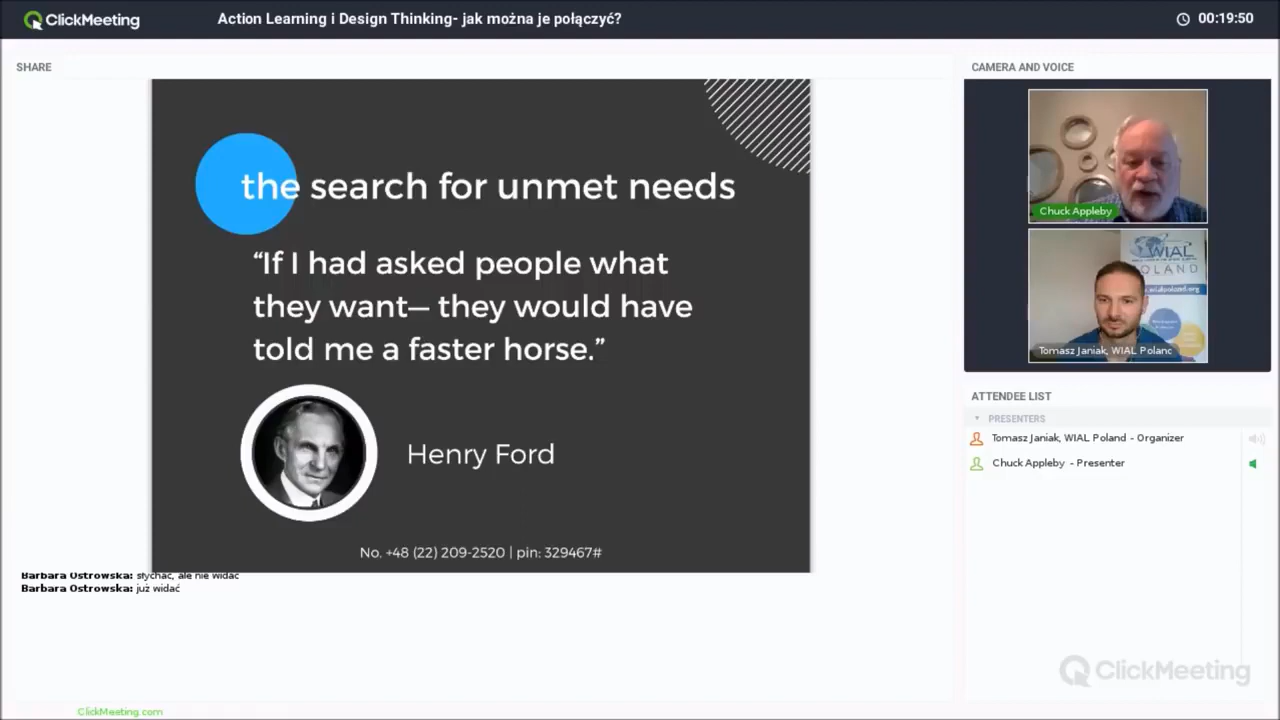 ClickMeeting
Action Learning i Design Thinking- jak można je połączyć?
00:19:50
SHARE
the search for unmet needs
“If I had asked people what
they want— they would have
told me a faster horse.”
Henry Ford
No. +48 (22) 209-2520 | pin: 329467#
Barbara Ostrowska: słychać, ale nie widać
Barbara Ostrowska: już widać
ClickMeeting.com
CAMERA AND VOICE
Chuck Appleby
WIAL
POLAND
Tomasz Janiak, WIAL Polanc
ATTENDEE LIST
PRESENTERS
Tomasz Janiak, WIAL Poland - Organizer
Chuck Appleby - Presenter
ClickMeeting